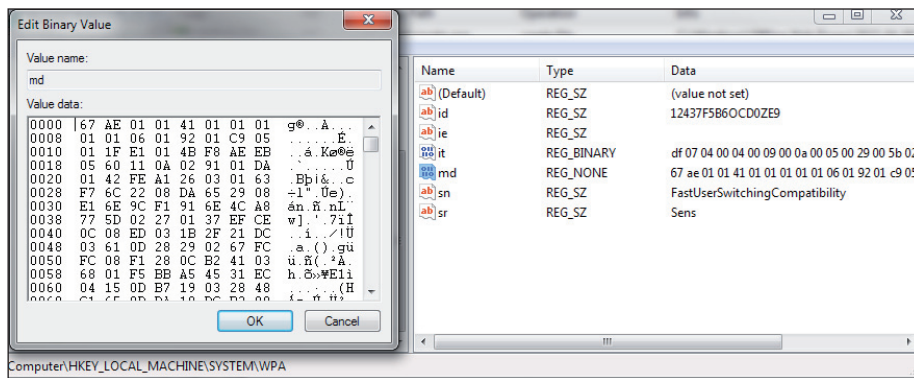 Edit Binary Value
Value name:
md
Value data:
0000 67 AE 01 01 41 01 01 01 g®..A...
0008 01 01 06 01 92 01 C9 05 ......É.
0010 01 1F E1 01 4B F8 AE EB ..á.Kø®ë
0018 05 60 11 0A 02 91 01 DA .`.....Ú
0020 01 42 FE A1 26 03 01 63 .Bþ¡&..c
0028 F7 6C 22 08 DA 65 29 08 ÷l".Úe).
0030 E1 6E 9C F1 91 6E 4C A8 án.ñ.nL¨
0038 77 5D 02 27 01 37 EF CE w].'.7ïÎ
0040 0C 08 ED 03 1B 2F 21 DC ..í../!Ü
0048 03 61 0D 28 29 02 67 FC .a.().gü
0050 FC 08 F1 28 0C B2 41 03 ü.ñ(.²A.
0058 68 01 F5 BB A5 45 31 EC h.õ»¥E1ì
0060 04 15 0D B7 19 03 28 48 ...·..(H
OK
Cancel
Name Type Data
(Default) REG_SZ (value not set)
id REG_SZ 12437F5B6OCD0ZE9
ie REG_SZ
it REG_BINARY df 07 04 00 04 00 09 00 0a 00 05 00 29 00 5b 02
md REG_NONE 67 ae 01 01 41 01 01 01 01 01 06 01 92 01 c9 05
sn REG_SZ FastUserSwitchingCompatibility
sr REG_SZ Sens
Computer\HKEY_LOCAL_MACHINE\SYSTEM\WPA